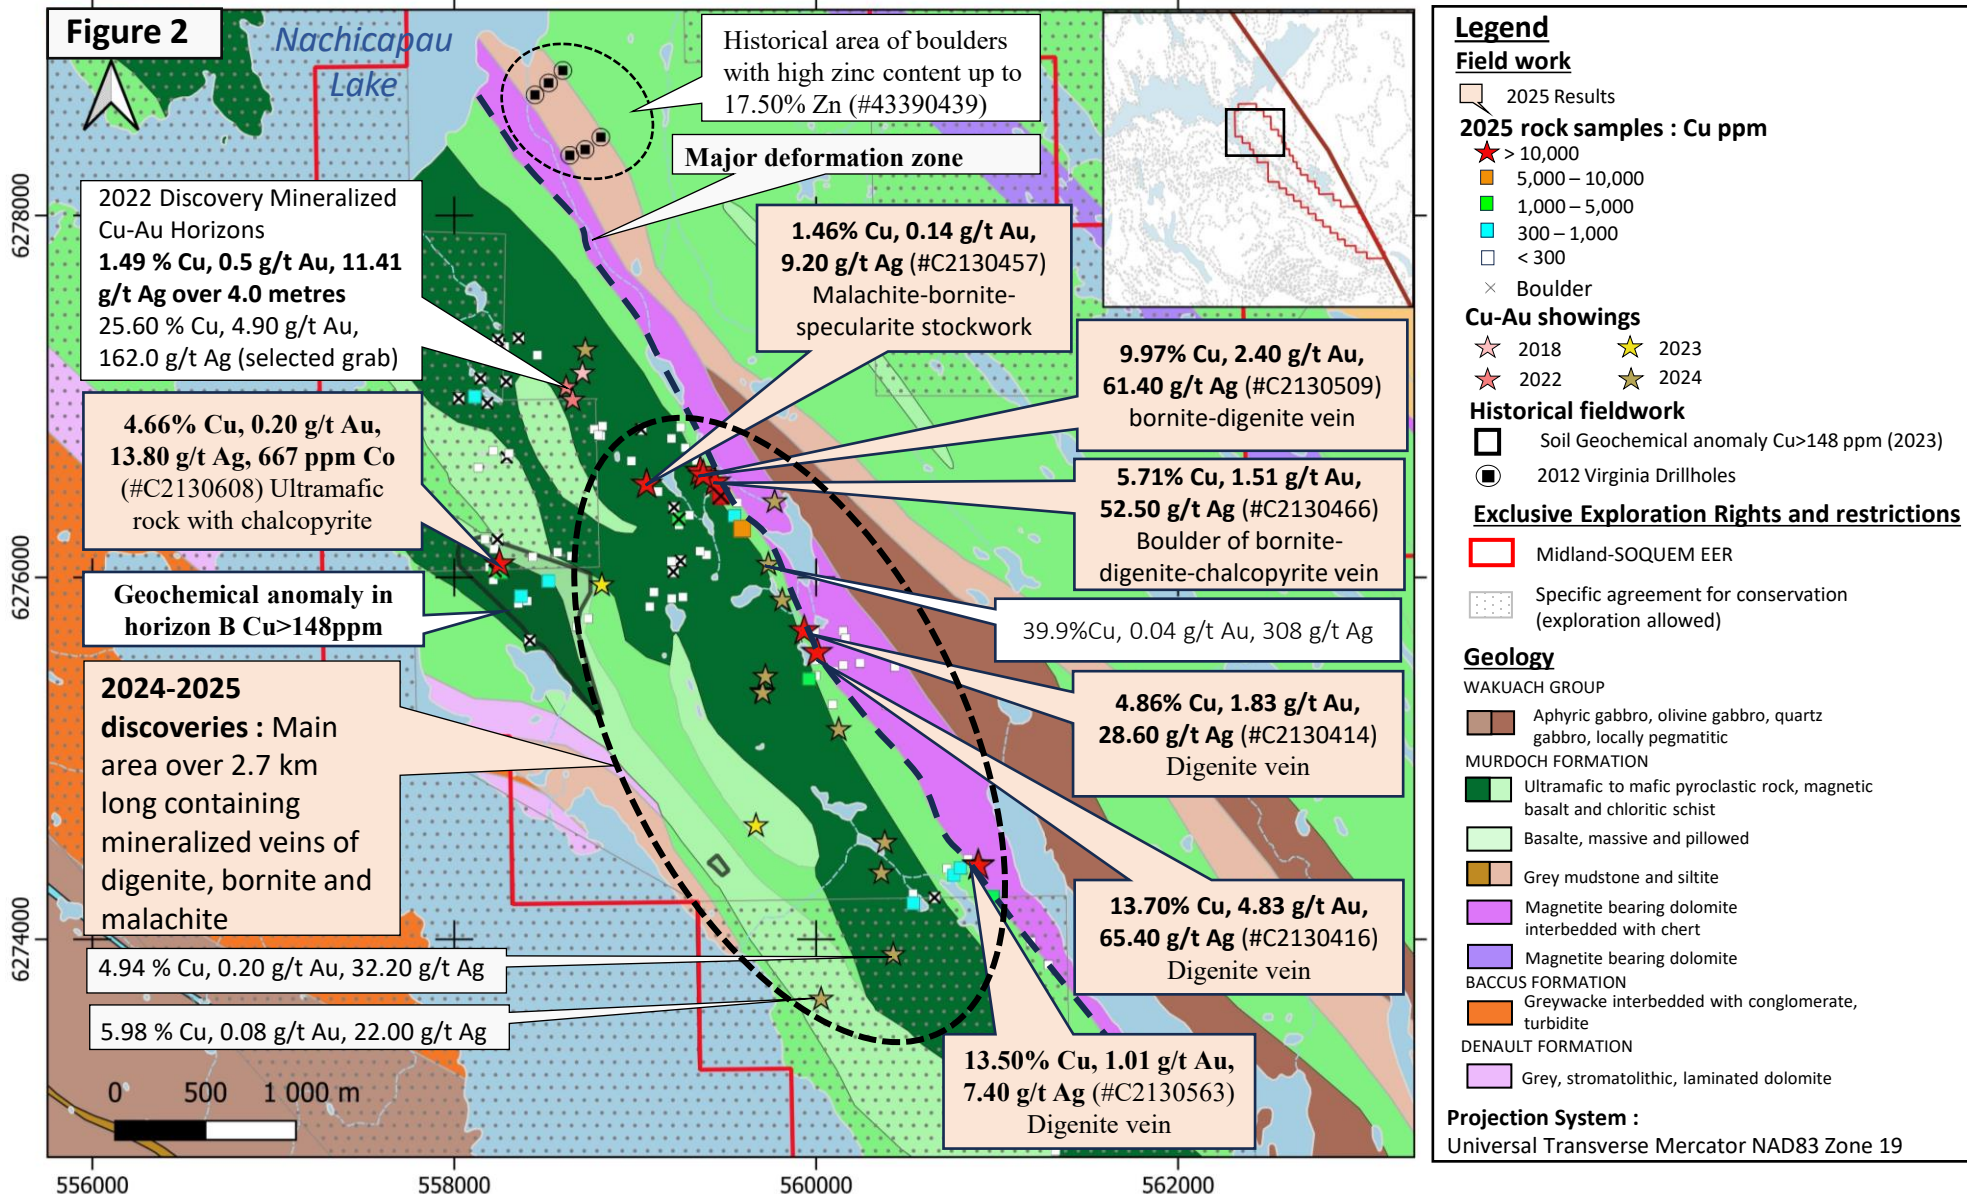 Figure 2
Nachicapau
Lake
Historical area of boulders
with high zinc content up to
17.50% Zn (#43390439)
Major deformation zone
2022 Discovery Mineralized
Cu-Au Horizons
1.49 % Cu, 0.5 g/t Au, 11.41
g/t Ag over 4.0 metres
25.60 % Cu, 4.90 g/t Au,
162.0 g/t Ag (selected grab)
1.46% Cu, 0.14 g/t Au,
9.20 g/t Ag (#C2130457)
Malachite-bornite-
specularite stockwork
9.97% Cu, 2.40 g/t Au,
61.40 g/t Ag (#C2130509)
bornite-digenite vein
4.66% Cu, 0.20 g/t Au,
13.80 g/t Ag, 667 ppm Co
(#C2130608) Ultramafic
rock with chalcopyrite
5.71% Cu, 1.51 g/t Au,
52.50 g/t Ag (#C2130466)
Boulder of bornite-
digenite-chalcopyrite vein
Geochemical anomaly in
horizon B Cu>148ppm
39.9%Cu, 0.04 g/t Au, 308 g/t Ag
2024-2025
discoveries : Main
area over 2.7 km
long containing
mineralized veins of
digenite, bornite and
malachite
4.86% Cu, 1.83 g/t Au,
28.60 g/t Ag (#C2130414)
Digenite vein
13.70% Cu, 4.83 g/t Au,
65.40 g/t Ag (#C2130416)
Digenite vein
4.94 % Cu, 0.20 g/t Au, 32.20 g/t Ag
5.98 % Cu, 0.08 g/t Au, 22.00 g/t Ag
13.50% Cu, 1.01 g/t Au,
7.40 g/t Ag (#C2130563)
Digenite vein
0 500 1 000 m
6278000
6276000
6274000
556000 558000 560000 562000
Legend
Field work
2025 Results
2025 rock samples : Cu ppm
> 10,000
5,000 – 10,000
1,000 – 5,000
300 – 1,000
< 300
Boulder
Cu-Au showings
2018 2023
2022 2024
Historical fieldwork
Soil Geochemical anomaly Cu>148 ppm (2023)
2012 Virginia Drillholes
Exclusive Exploration Rights and restrictions
Midland-SOQUEM EER
Specific agreement for conservation
(exploration allowed)
Geology
WAKUACH GROUP
Aphyric gabbro, olivine gabbro, quartz
gabbro, locally pegmatitic
MURDOCH FORMATION
Ultramafic to mafic pyroclastic rock, magnetic
basalt and chloritic schist
Basalte, massive and pillowed
Grey mudstone and siltite
Magnetite bearing dolomite
interbedded with chert
Magnetite bearing dolomite
BACCUS FORMATION
Greywacke interbedded with conglomerate,
turbidite
DENAULT FORMATION
Grey, stromatolithic, laminated dolomite
Projection System :
Universal Transverse Mercator NAD83 Zone 19